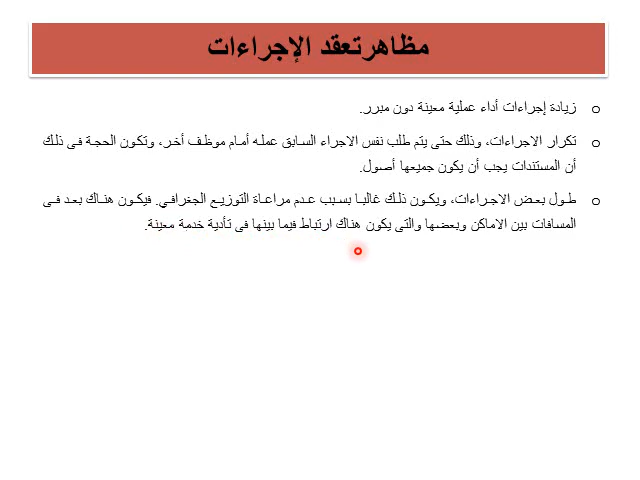 مظاهرتعقد الإجراءات
زيادة إجراءات أداء عملية معينة دون مبرر.
تكرار الاجراءات، وذلك حتى يتم طلب نفس الاجراء السابق عمله أمام موظف أخر، وتكون الحجة فى ذلك
أن المستندات يجب أن يكون جميعها أصول.
طول بعض الاجراءات، ويكون ذلك غالبا بسبب عدم مراعاة التوزيع الجغرافي. فيكون هناك بعد فى
المسافات بين الاماكن وبعضها والتى يكون هناك ارتباط فيما بينها فى تأدية خدمة معينة.